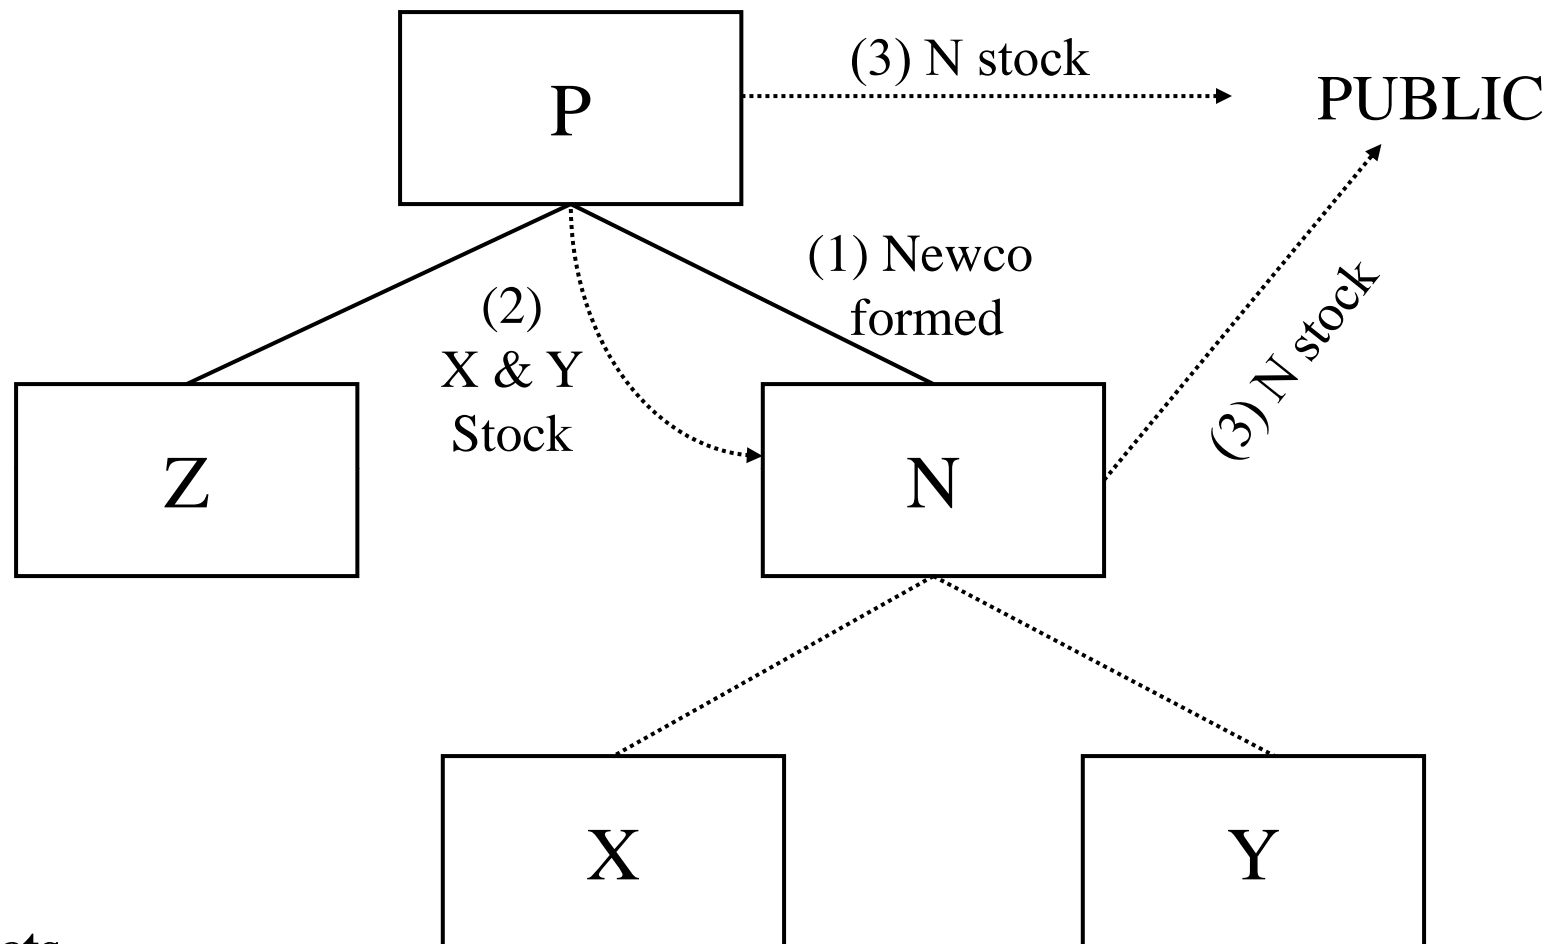 P
(3) N stock
PUBLIC
(1) Newco
formed
(2)
X & Y
Stock
(3) N stock
Z
N
X
Y